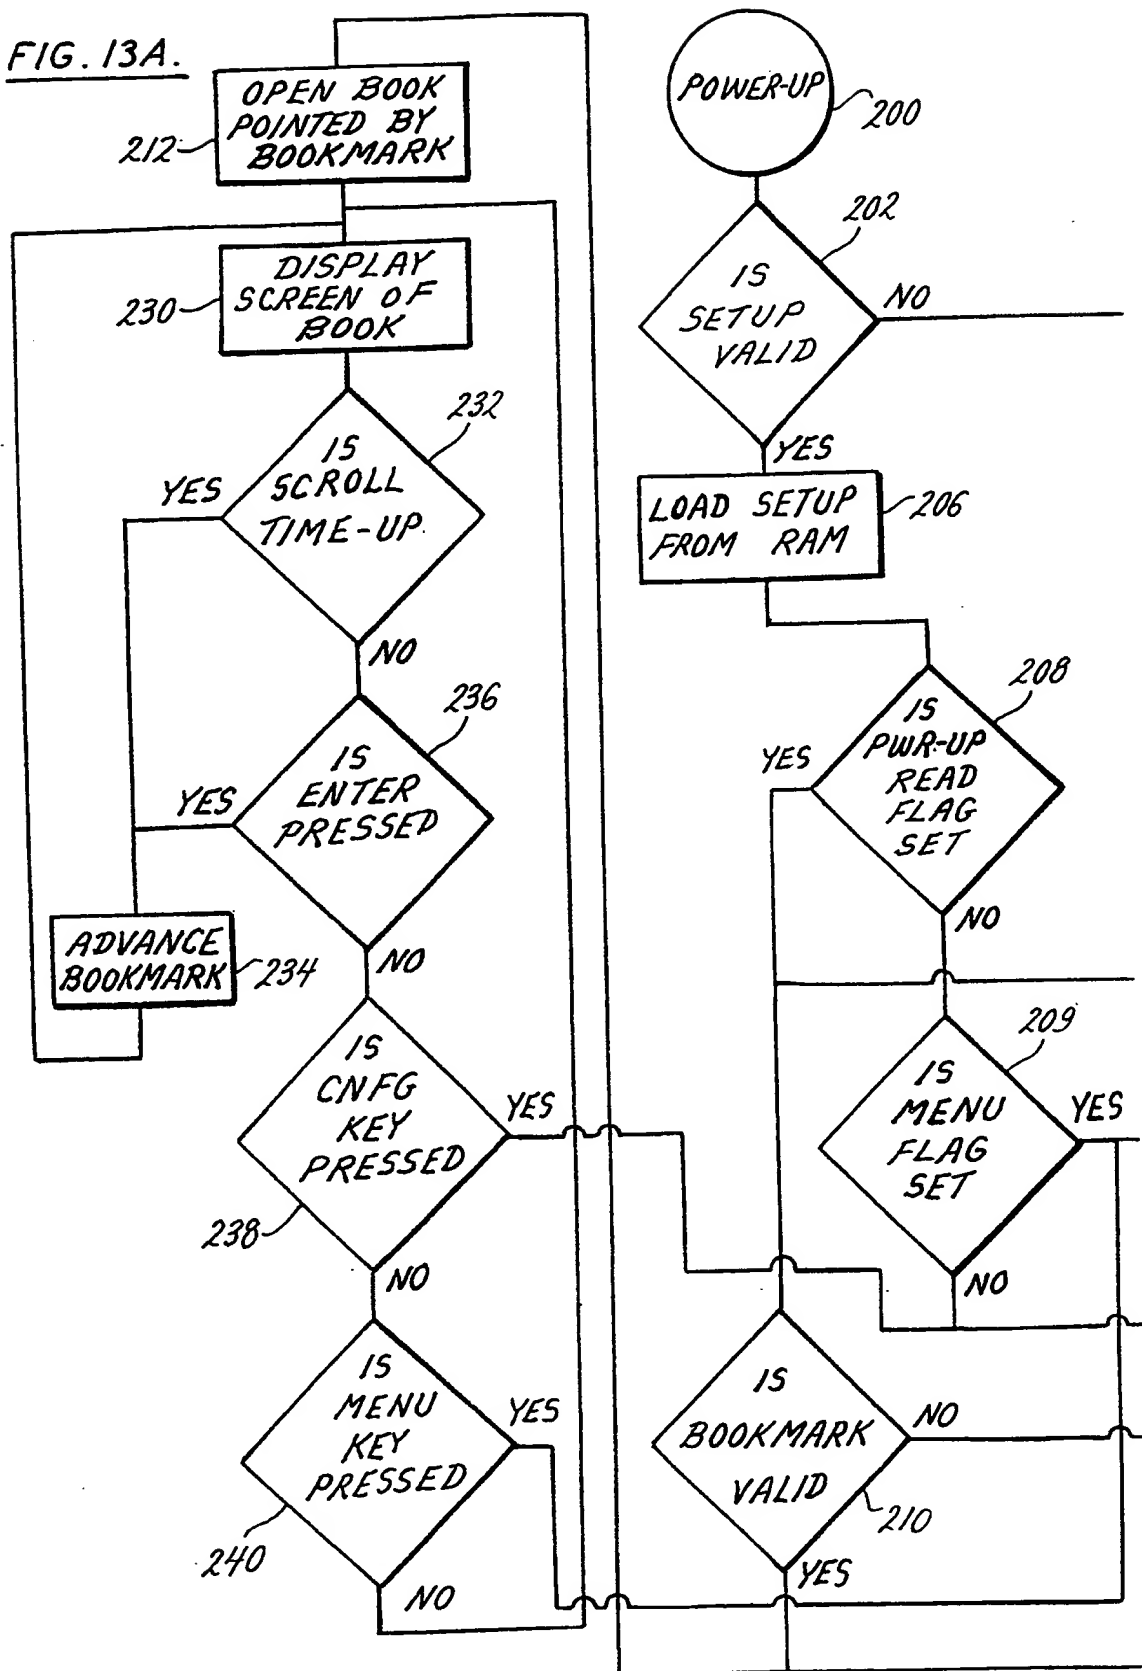 FIG. 13A.
OPEN BOOK
POINTED BY
BOOKMARK
212
DISPLAY
SCREEN OF
BOOK
230
232
IS
SCROLL
TIME-UP.
YES
NO
236
IS
ENTER
PRESSED
YES
NO
ADVANCE
BOOKMARK
234
IS
CNFG
KEY
PRESSED
YES
238
NO
IS
MENU
KEY
PRESSED
YES
240
NO
POWER-UP
200
202
IS
SETUP
VALID
NO
YES
LOAD SETUP
FROM RAM
206
208
IS
PWR-UP
READ
FLAG
SET
YES
NO
209
IS
MENU
FLAG
SET
YES
NO
IS
BOOKMARK
VALID
NO
210
YES